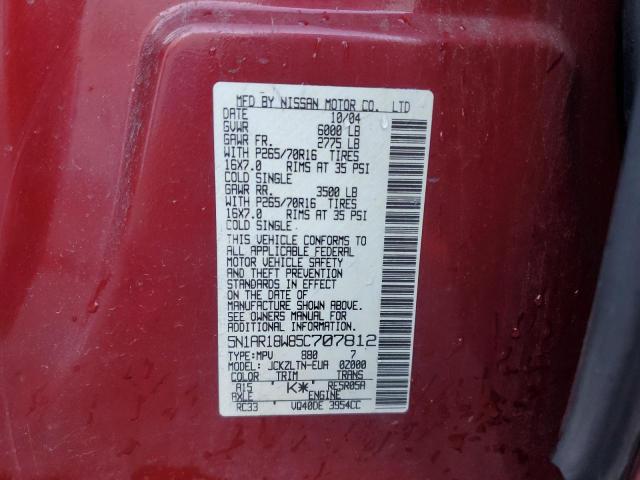 MFD BY NISSAN MOTOR CO. LTD
DATE 10/04
GVWR 6000 LB
GAWR FR. 2775 LB
WITH P265/70R16 TIRES
16X7.0 RIMS AT 35 PSI
COLD SINGLE
GAWR RR. 3500 LB
WITH P265/70R16 TIRES
16X7.0 RIMS AT 35 PSI
COLD SINGLE
THIS VEHICLE CONFORMS TO
ALL APPLICABLE FEDERAL
MOTOR VEHICLE SAFETY
AND THEFT PREVENTION
STANDARDS IN EFFECT
ON THE DATE OF
MANUFACTURE SHOWN ABOVE.
SEE OWNERS MANUAL FOR
ADDITIONAL INFORMATION
5N1AR18W85C707812
TYPE:MPV 880 7
MODEL: JCKZLTN-EUA 0Z000
COLOR TRIM TRANS
A15 *K* RE5R05A
AXLE ENGINE
RC33 VQ40DE 3954CC